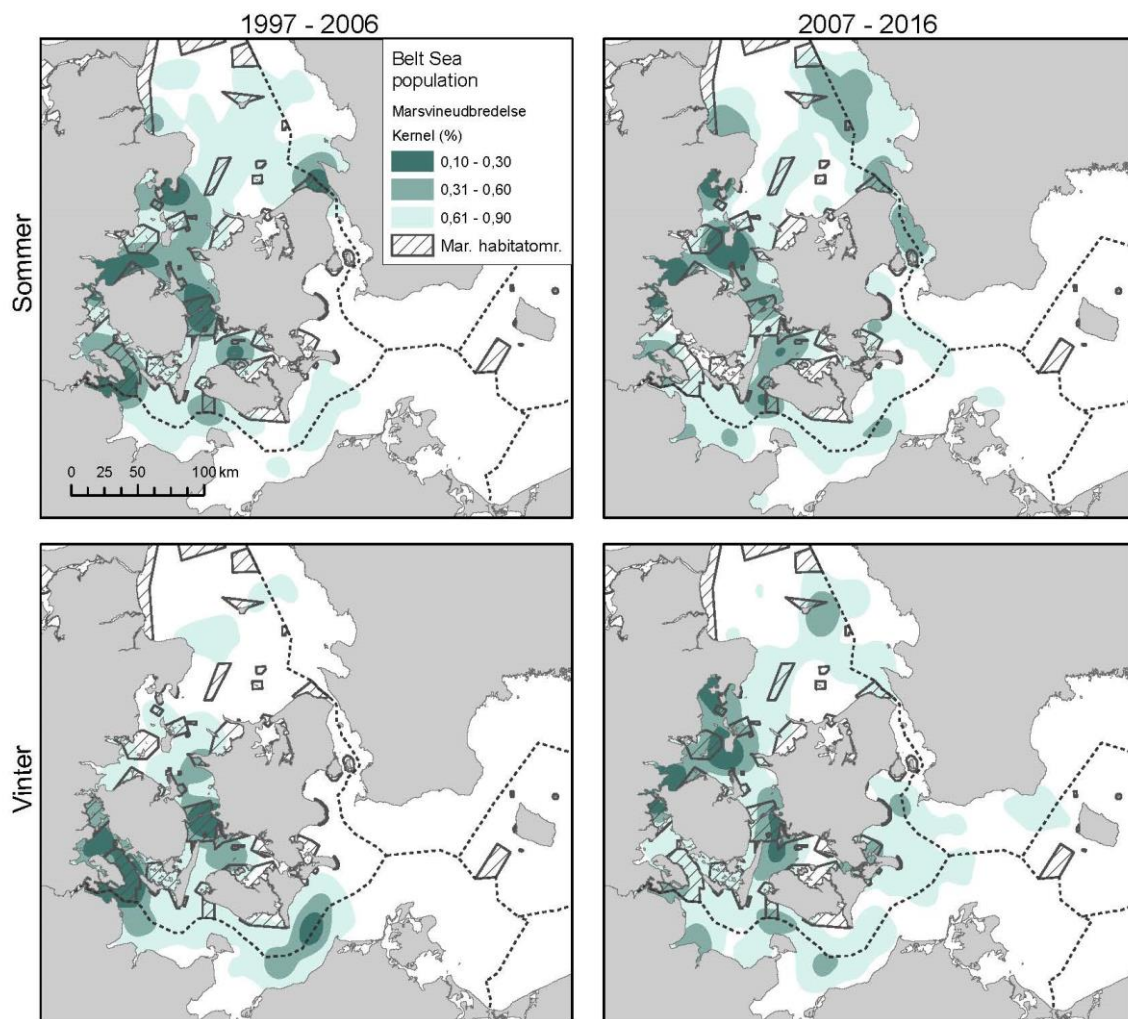 1997 - 2006
2007 - 2016
Sommer
Belt Sea
population
Marsvineudbredelse
Kernel (%)
0,10 - 0,30
0,31 - 0,60
0,61 - 0,90
Mar. habitatomr.
0 25 50 100 km
Vinter